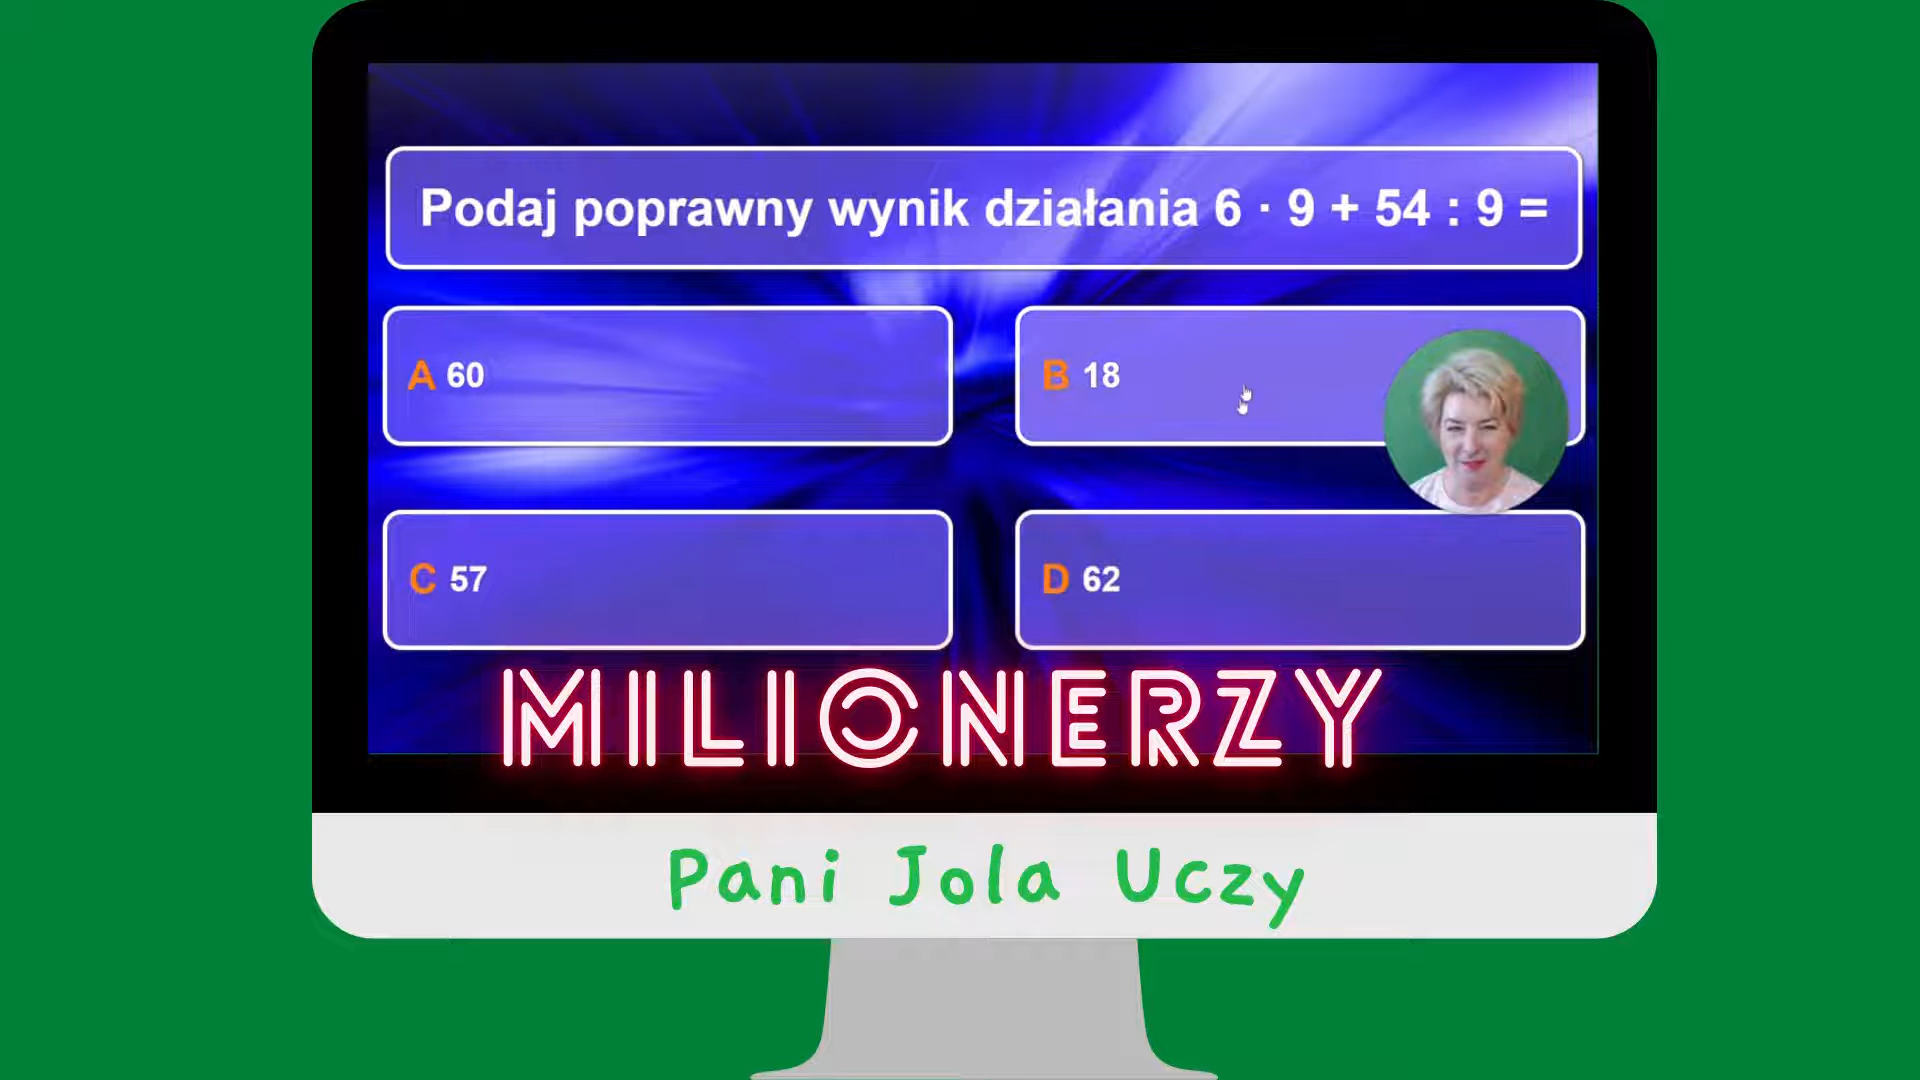 Podaj poprawny wynik działania 6 · 9 + 54 : 9 =
A 60
B 18
C 57
D 62
MILIONERZY
Pani Jola Uczy